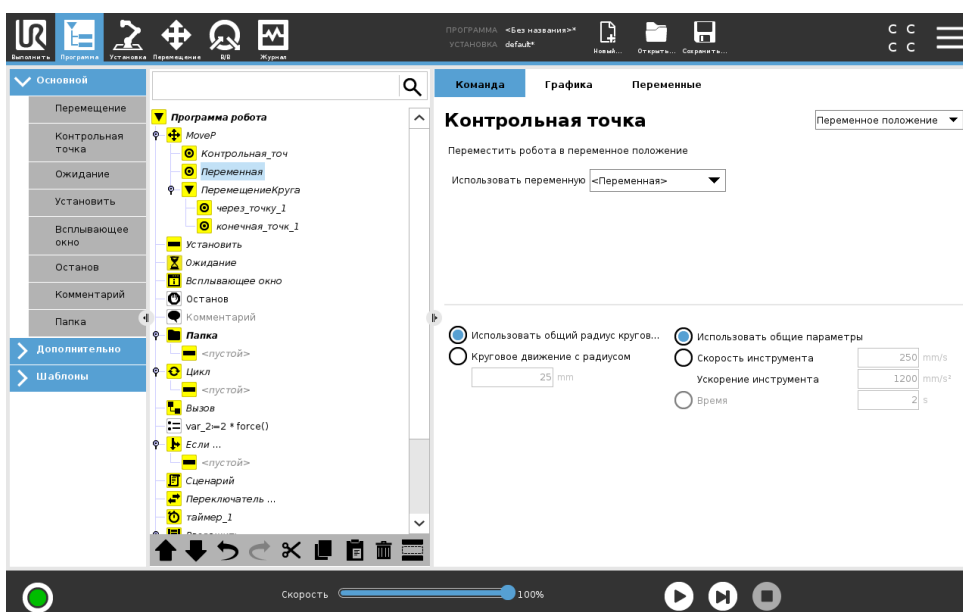 UR
Выполнить
Программа
Установка
Перемещение
В/В
Журнал
ПРОГРАММА <Без названия>*
УСТАНОВКА default*
Новый...
Открыть...
Сохранить...
C C
C C
Основной
Перемещение
Контрольная
точка
Ожидание
Установить
Всплывающее
окно
Останов
Комментарий
Папка
Дополнительно
Шаблоны
Программа робота
MoveP
Контрольная_точ
Переменная
ПеремещениеКруга
через_точку_1
конечная_точк_1
Установить
Ожидание
Всплывающее окно
Останов
Комментарий
Папка
<пустой>
Цикл
<пустой>
Вызов
var_2≔2 * force()
Если ...
<пустой>
Сценарий
Переключатель ...
таймер_1
Команда
Графика
Переменные
Контрольная точка
Переменное положение
Переместить робота в переменное положение
Использовать переменную <Переменная>
Использовать общий радиус кругов...
Круговое движение с радиусом
25 mm
Использовать общие параметры
Скорость инструмента 250 mm/s
Ускорение инструмента 1200 mm/s²
Время 2 s
Скорость 100%